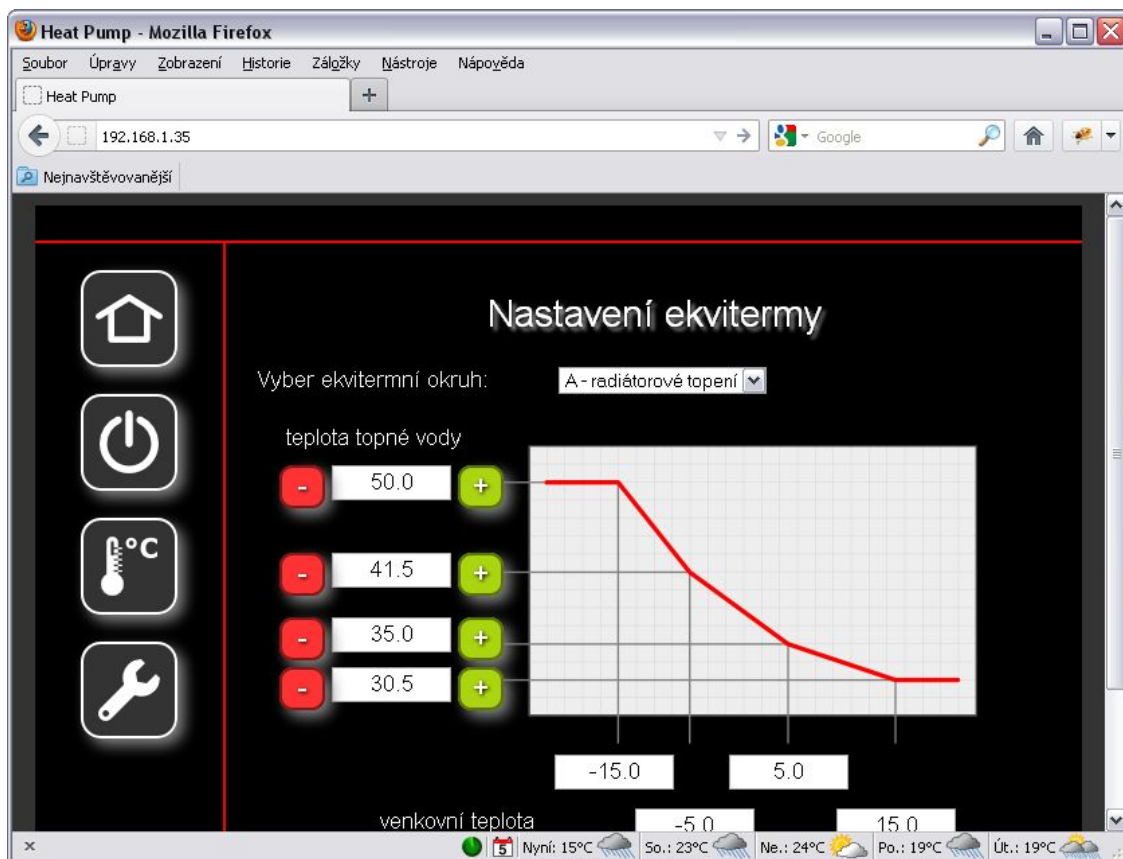 Heat Pump - Mozilla Firefox
Soubor Úpravy Zobrazení Historie Záložky Nástroje Nápověda
Heat Pump +
192.168.1.35 Google
Nejnavštěvovanější
Nastavení ekvitermy
Vyber ekvitermní okruh: A - radiátorové topení
teplota topné vody
- 50.0 +
°C
- 41.5 +
- 35.0 +
- 30.5 +
-15.0 5.0
venkovní teplota -5.0 15.0
× 5 Nyní: 15°C So.: 23°C Ne.: 24°C Po.: 19°C Út.: 19°C